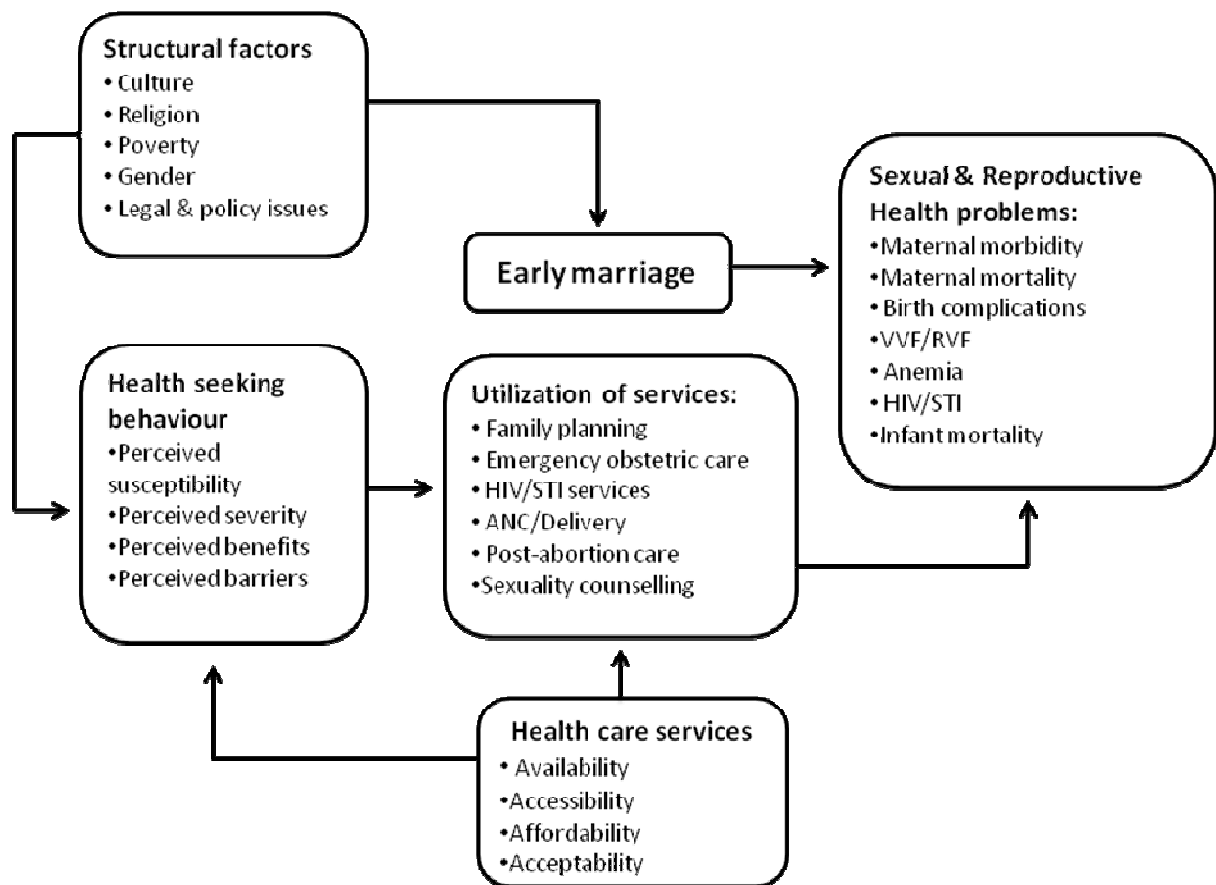 Structural factors
• Culture
• Religion
• Poverty
• Gender
• Legal & policy issues
Early marriage
Sexual & Reproductive
Health problems:
•Maternal morbidity
•Maternal mortality
•Birth complications
•VVF/RVF
•Anemia
•HIV/STI
•Infant mortality
Health seeking
behaviour
•Perceived
susceptibility
•Perceived severity
•Perceived benefits
•Perceived barriers
Utilization of services:
• Family planning
• Emergency obstetric care
•HIV/STI services
• ANC/Delivery
• Post-abortion care
•Sexuality counselling
Health care services
• Availability
•Accessibility
•Affordability
•Acceptability